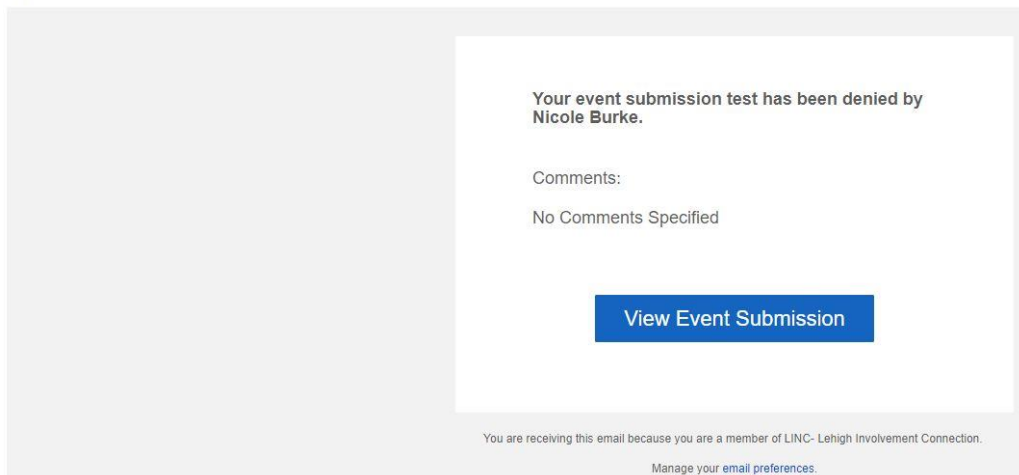 Your event submission test has been denied by
Nicole Burke.
Comments:
No Comments Specified
View Event Submission
You are receiving this email because you are a member of LINC- Lehigh Involvement Connection.
Manage your email preferences.